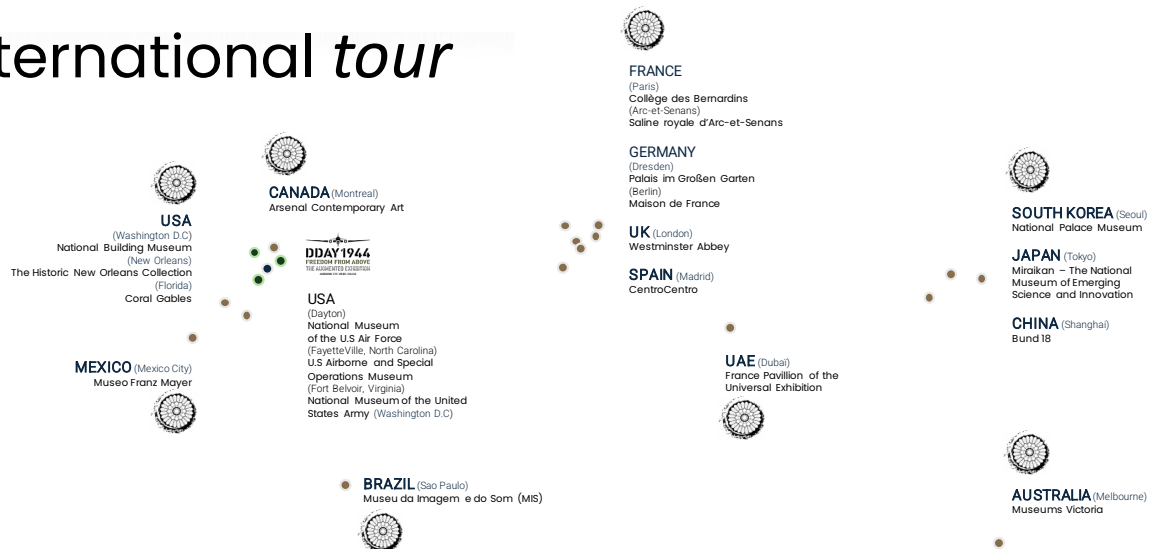 ternational tour
FRANCE
(Paris)
Collège des Bernardins
(Arc-et-Senans)
Saline royale d'Arc-et-Senans
GERMANY
(Dresden)
Palais im Großen Garten
(Berlin)
Maison de France
UK (London)
Westminster Abbey
SPAIN (Madrid)
CentroCentro
CANADA (Montreal)
Arsenal Contemporary Art
USA
(Washington D.C)
National Building Museum
(New Orleans)
The Historic New Orleans Collection
(Florida)
Coral Gables
DDAY1944
FREEDOM FROM ABOVE
THE AUGMENTED EXHIBITION
USA
(Dayton)
National Museum
of the U.S Air Force
(FayetteVille, North Carolina)
U.S Airborne and Special
Operations Museum
(Fort Belvoir, Virginia)
National Museum of the United
States Army (Washington D.C)
MEXICO (Mexico City)
Museo Franz Mayer
BRAZIL (Sao Paulo)
Museu da Imagem e do Som (MIS)
UAE (Dubaï)
France Pavillion of the
Universal Exhibition
SOUTH KOREA (Seoul)
National Palace Museum
JAPAN (Tokyo)
Miraikan – The National
Museum of Emerging
Science and Innovation
CHINA (Shanghai)
Bund 18
AUSTRALIA (Melbourne)
Museums Victoria